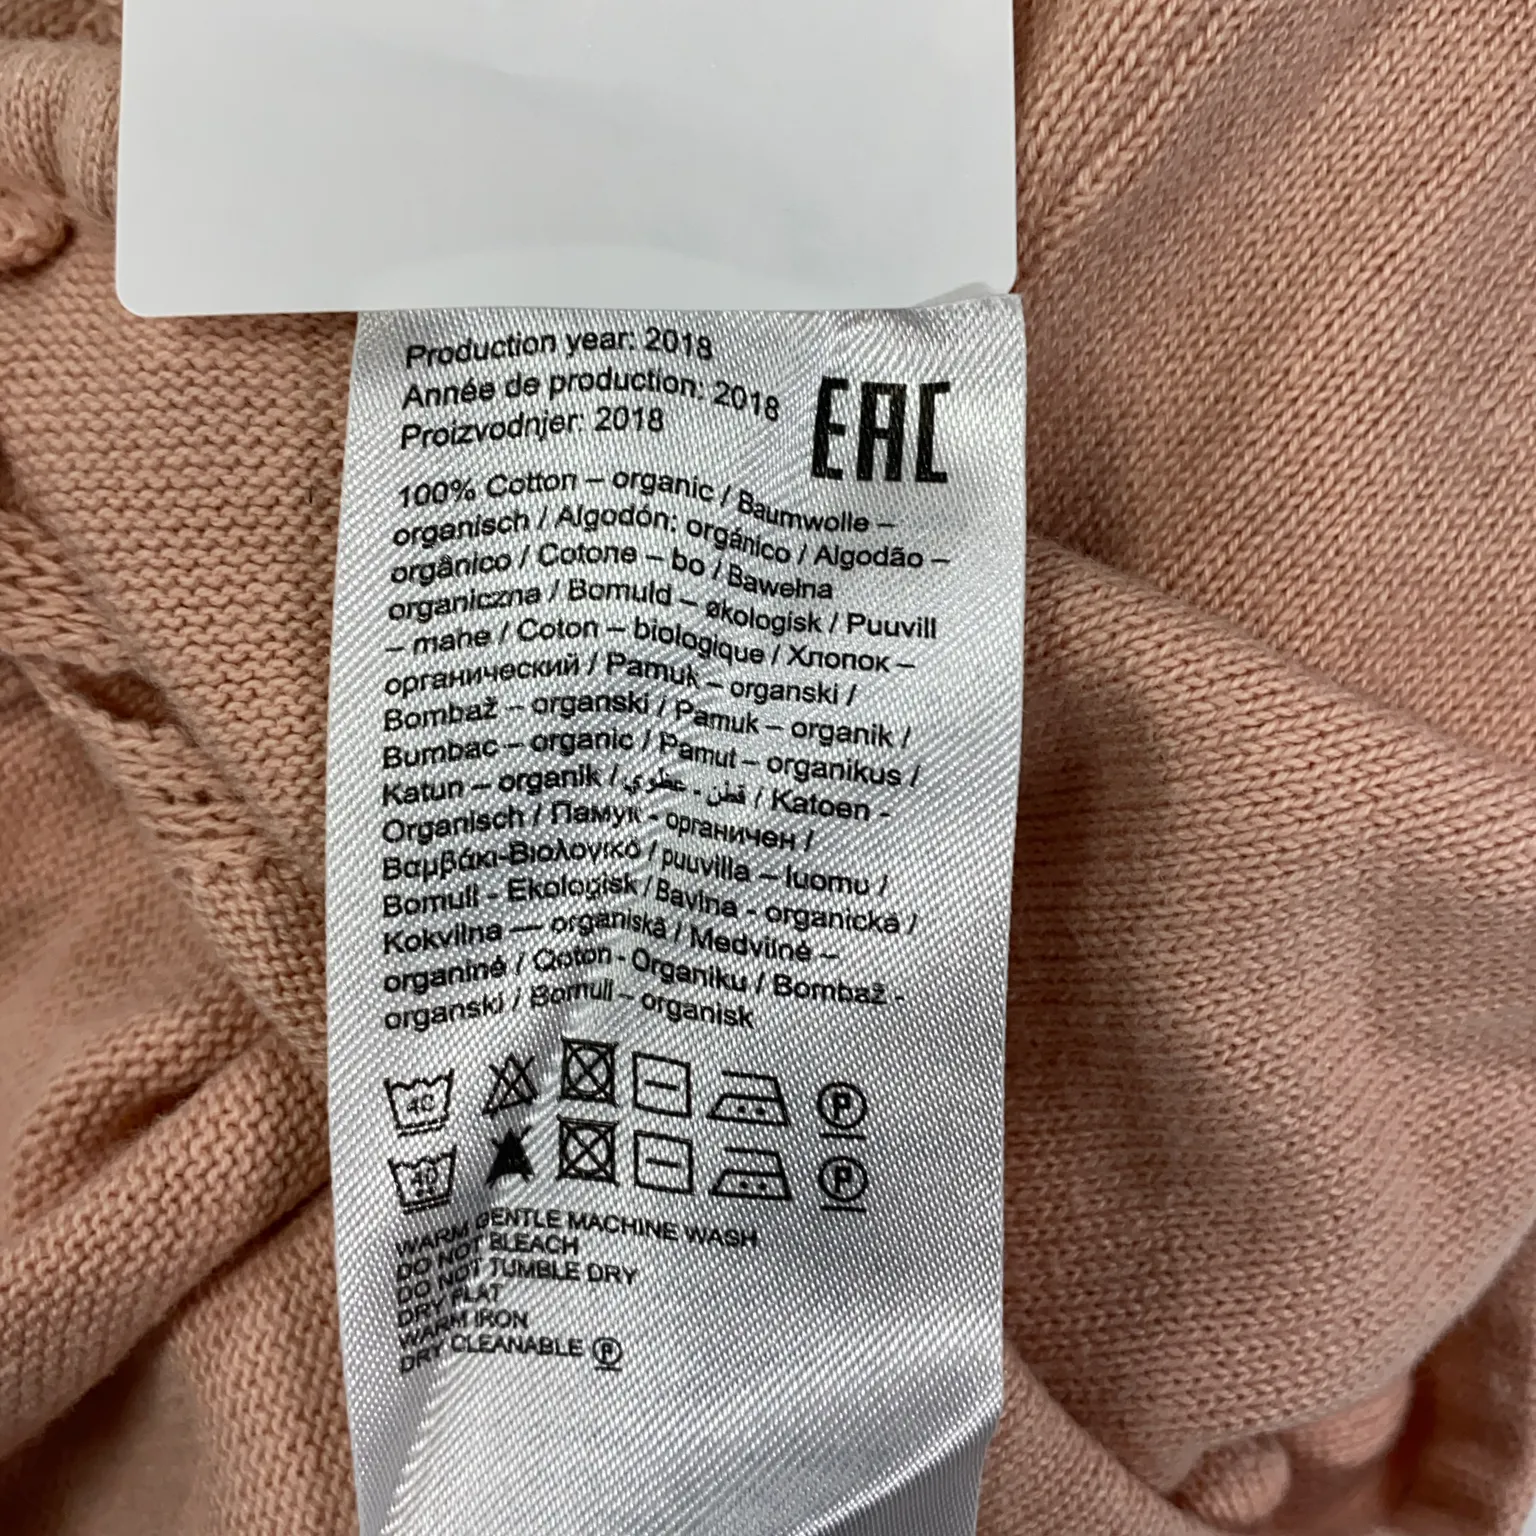 Production year: 2018
Année de production: 2018
Proizvodnjer: 2018
EAC
100% Cotton – organic / Baumwolle –
organisch / Algodón: orgánico / Algodão –
orgânico / Cotone – bo / Bawełna
organiczna / Bomuld – økologisk / Puuvill
– mahe / Coton – biologique / Хлопок –
органический / Pamuk – organski /
Bombaž – organski / Pamuk – organik /
Bumbac – organic / Pamut – organikus /
Katun – organik / قطن - عظوي / Katoen -
Organisch / Памук - органичен /
Βαμβάκι-Βιολογικό / puuvilla – luomu /
Bomull - Ekologisk / Bavlna - organická /
Kokvilna — organiskā / Medvilnė –
organinė / Qoton - Organiku / Bombaž -
organski / Bomull – organisk
40 P
30 P
WARM GENTLE MACHINE WASH
DO NOT BLEACH
DO NOT TUMBLE DRY
DRY FLAT
WARM IRON
DRY CLEANABLE P